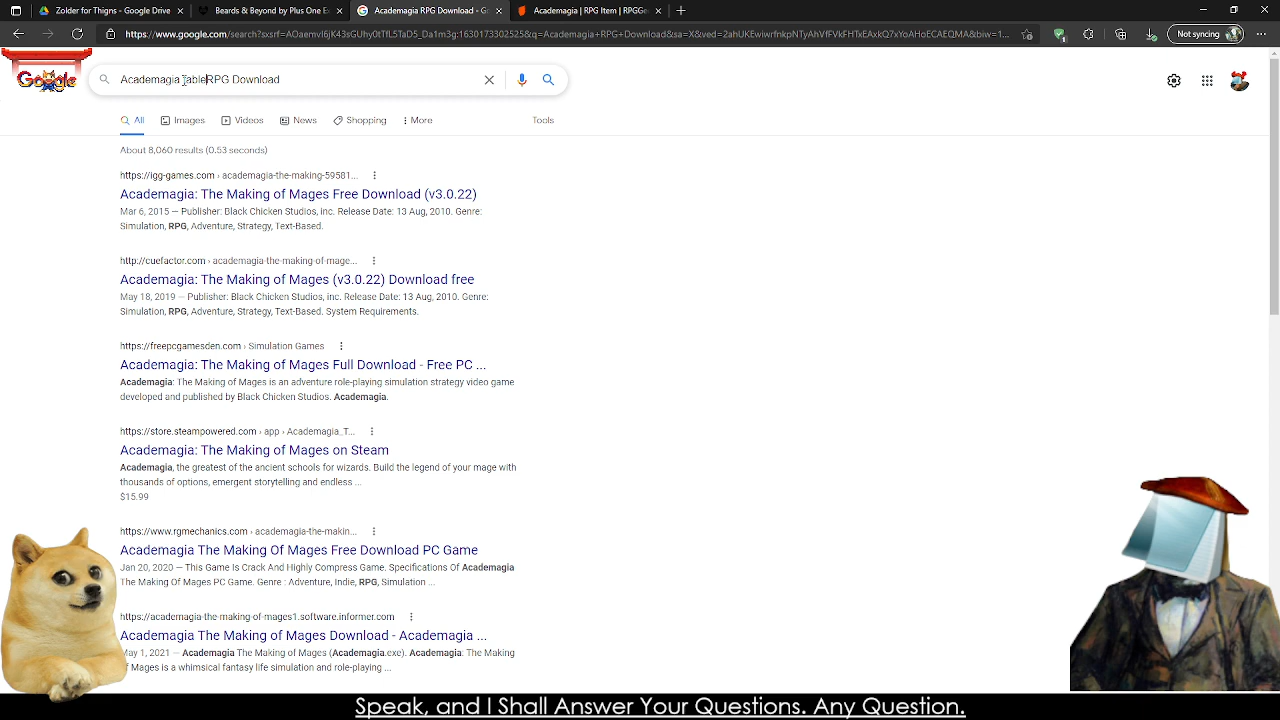 Zolder for Thigns - Google Drive
Beards & Beyond by Plus One Ex
Academagia RPG Download - Go
Academagia | RPG Item | RPGGe
https://www.google.com/search?sxsrf=AOaemvI6jK43sGUhy0tTfL5TaD5_Da1m3g:1630173302525&q=Academagia+RPG+Download&sa=X&ved=2ahUKEwiwrfnkpNTyAhVfFVkFHTxEAxkQ7xYoAHoECAEQMA&biw=1...
Not syncing
Google
Academagia TableRPG Download
All
Images
Videos
News
Shopping
More
Tools
About 8,060 results (0.53 seconds)
https://igg-games.com › academagia-the-making-59581...
Academagia: The Making of Mages Free Download (v3.0.22)
Mar 6, 2015 — Publisher: Black Chicken Studios, inc. Release Date: 13 Aug, 2010. Genre:
Simulation, RPG, Adventure, Strategy, Text-Based.
http://cuefactor.com › academagia-the-making-of-mage...
Academagia: The Making of Mages (v3.0.22) Download free
May 18, 2019 — Publisher: Black Chicken Studios, inc. Release Date: 13 Aug, 2010. Genre:
Simulation, RPG, Adventure, Strategy, Text-Based. System Requirements.
https://freepcgamesden.com › Simulation Games
Academagia: The Making of Mages Full Download - Free PC ...
Academagia: The Making of Mages is an adventure role-playing simulation strategy video game
developed and published by Black Chicken Studios. Academagia.
https://store.steampowered.com › app › Academagia_T...
Academagia: The Making of Mages on Steam
Academagia, the greatest of the ancient schools for wizards. Build the legend of your mage with
thousands of options, emergent storytelling and endless ...
$15.99
https://www.rgmechanics.com › academagia-the-makin...
Academagia The Making Of Mages Free Download PC Game
Jan 20, 2020 — This Game Is Crack And Highly Compress Game. Specifications Of Academagia
The Making Of Mages PC Game. Genre : Adventure, Indie, RPG, Simulation ...
https://academagia-the-making-of-mages1.software.informer.com
Academagia The Making of Mages Download - Academagia ...
May 1, 2021 — Academagia The Making of Mages (Academagia.exe). Academagia: The Making
of Mages is a whimsical fantasy life simulation and role-playing ...
Speak, and I Shall Answer Your Questions. Any Question.